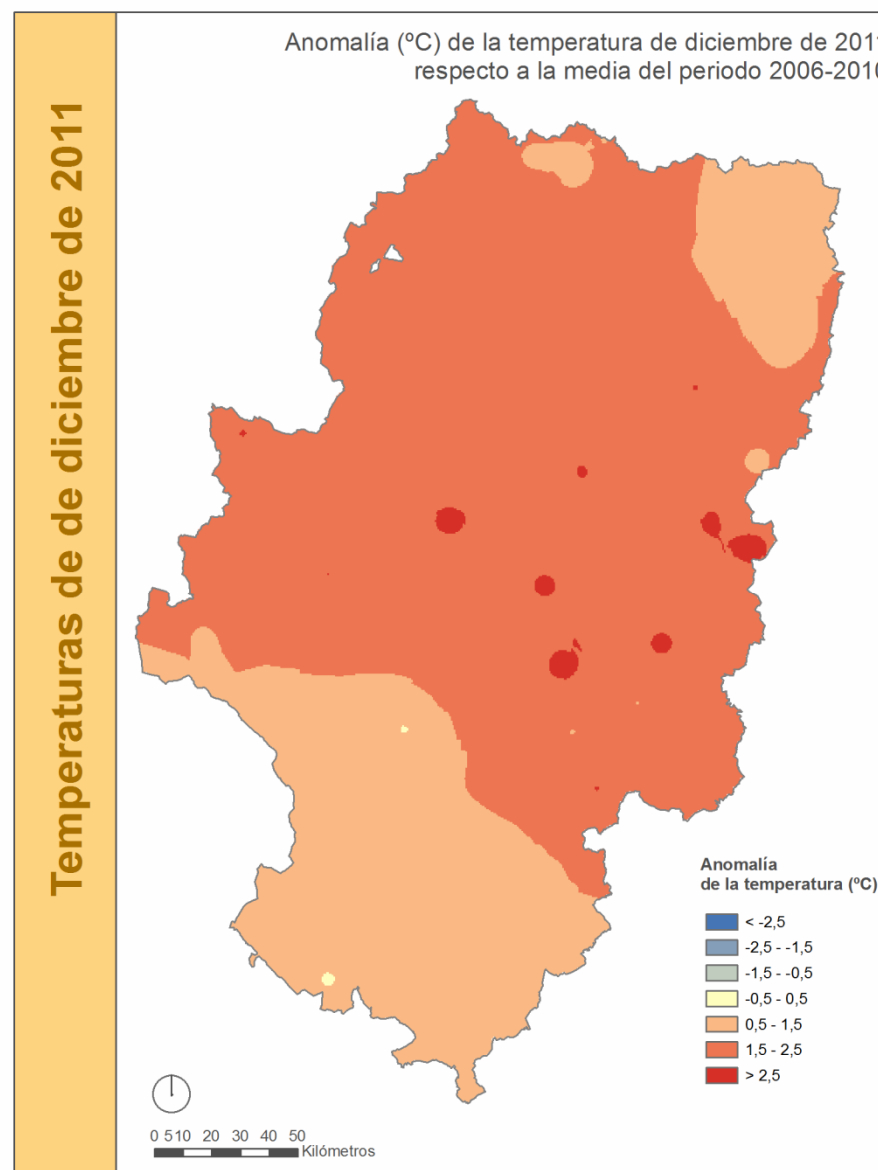 Temperaturas de de diciembre de 2011
Anomalía (ºC) de la temperatura de diciembre de 2011
respecto a la media del periodo 2006-2010
Anomalía
de la temperatura (ºC)
< -2,5
-2,5 - -1,5
-1,5 - -0,5
-0,5 - 0,5
0,5 - 1,5
1,5 - 2,5
> 2,5
0 5 10 20 30 40 50
Kilómetros